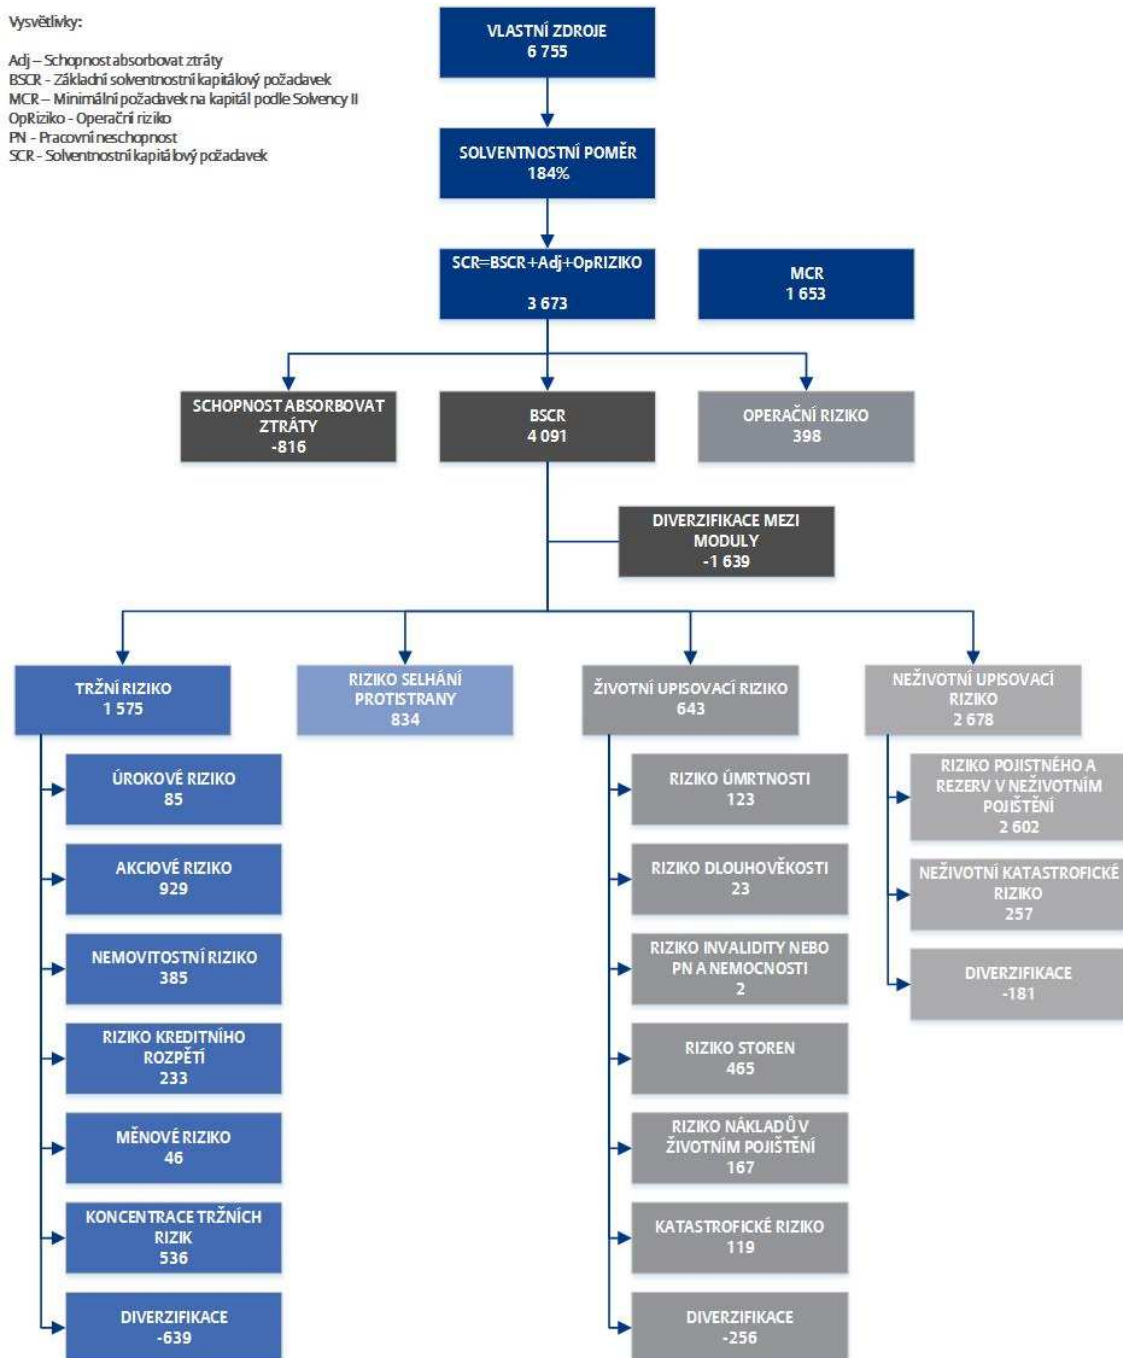 Vysvětlivky:
Adj – Schopnost absorbovat ztráty
BSCR - Základní solventnostní kapitálový požadavek
MCR – Minimální požadavek na kapitál podle Solvency II
OpRiziko - Operační riziko
PN - Pracovní neschopnost
SCR - Solventnostní kapitálový požadavek
VLASTNÍ ZDROJE
6 755
SOLVENTNOSTNÍ POMĚR
184%
SCR=BSCR+Adj+OpRIZIKO
3 673
MCR
1 653
SCHOPNOST ABSORBOVAT
ZTRÁTY
-816
BSCR
4 091
OPERAČNÍ RIZIKO
398
DIVERZIFIKACE MEZI
MODULY
-1 639
TRŽNÍ RIZIKO
1 575
RIZIKO SELHÁNÍ
PROTISTRANY
834
ŽIVOTNÍ UPISOVACÍ RIZIKO
643
NEŽIVOTNÍ UPISOVACÍ
RIZIKO
2 678
ÚROKOVÉ RIZIKO
85
AKCIOVÉ RIZIKO
929
NEMOVITOSTNÍ RIZIKO
385
RIZIKO KREDITNÍHO
ROZPĚTÍ
233
MĚNOVÉ RIZIKO
46
KONCENTRACE TRŽNÍCH
RIZIK
536
DIVERZIFIKACE
-639
RIZIKO ÚMRTNOSTI
123
RIZIKO DLOUHOVĚKOSTI
23
RIZIKO INVALIDITY NEBO
PN A NEMOCNOSTI
2
RIZIKO STOREN
465
RIZIKO NÁKLADŮ V
ŽIVOTNÍM POJIŠTĚNÍ
167
KATASTROFICKÉ RIZIKO
119
DIVERZIFIKACE
-256
RIZIKO POJISTNÉHO A
REZERV V NEŽIVOTNÍM
POJIŠTĚNÍ
2 602
NEŽIVOTNÍ KATASTROFICKÉ
RIZIKO
257
DIVERZIFIKACE
-181